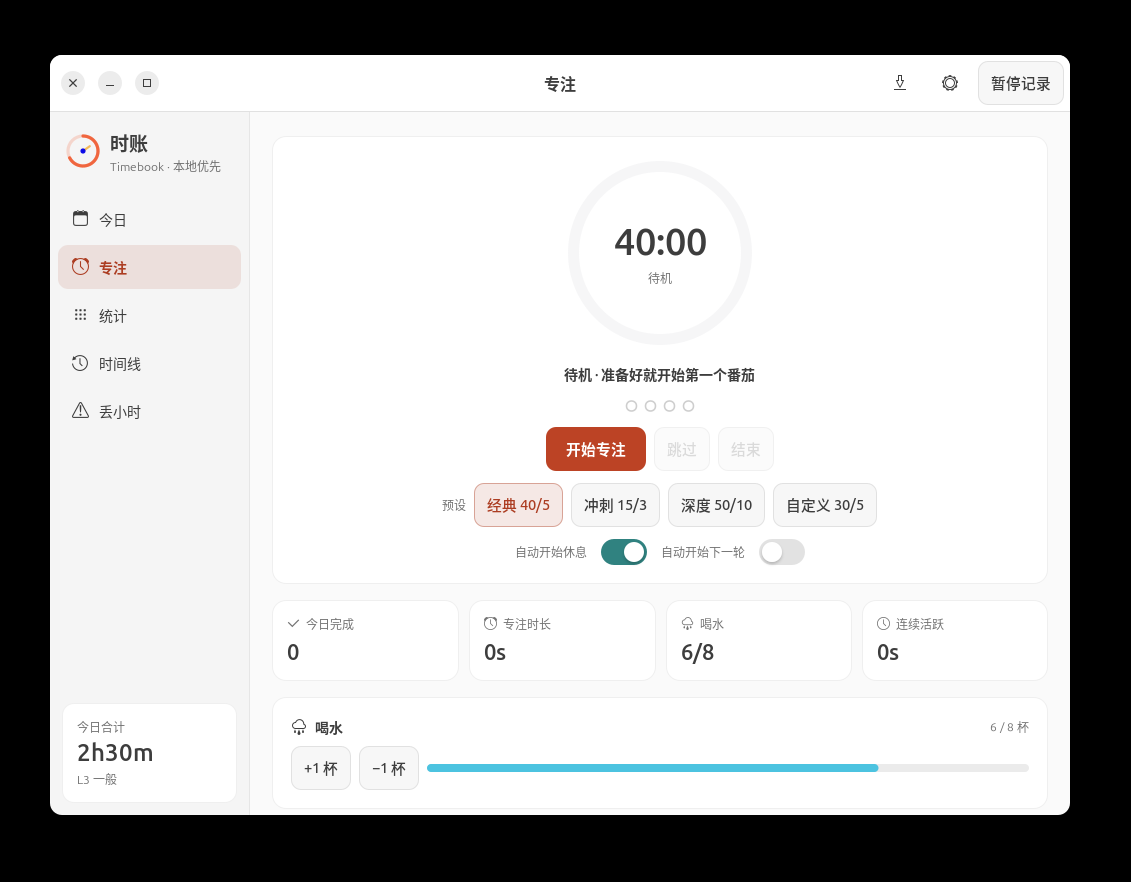 专注
暂停记录
时账
Timebook · 本地优先
今日
专注
统计
时间线
丢小时
今日合计
2h30m
L3 一般
40:00
待机
待机 · 准备好就开始第一个番茄
开始专注 跳过 结束
预设 经典 40/5 冲刺 15/3 深度 50/10 自定义 30/5
自动开始休息 自动开始下一轮
今日完成
0
专注时长
0s
喝水
6/8
连续活跃
0s
喝水 6 / 8 杯
+1 杯 −1 杯